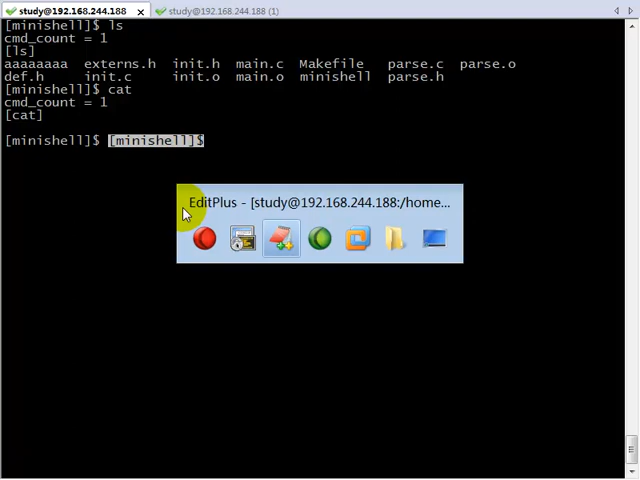 study@192.168.244.188 study@192.168.244.188 (1)
[minishell]$ ls
cmd_count = 1
[ls]
aaaaaaaa externs.h init.h main.c Makefile parse.c parse.o
def.h init.c init.o main.o minishell parse.h
[minishell]$ cat
cmd_count = 1
[cat]
[minishell]$ [minishell]$
EditPlus - [study@192.168.244.188:/home...